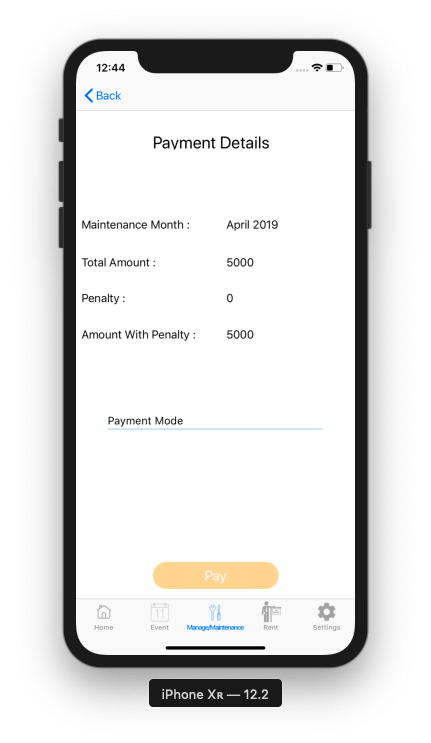 12:44
Back
Payment Details
Maintenance Month : April 2019
Total Amount : 5000
Penalty : 0
Amount With Penalty : 5000
Payment Mode
Pay
Home Event Manage/Maintenance Rent Settings
iPhone Xʀ — 12.2